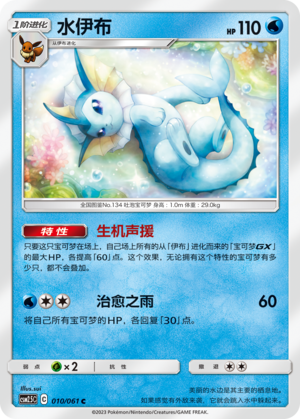 1阶进化
水伊布
HP 110
从伊布进化
全国图鉴No.134 吐泡宝可梦 身高：1.0m 体重：29.0kg
特性 生机声援
只要这只宝可梦在场上，自己场上所有的从「伊布」进化而来的「宝可梦GX」
的最大HP，各提高「60」点。这个效果，无论拥有这个特性的宝可梦有
多少只，都不会叠加。
治愈之雨 60
将自己所有宝可梦的HP，各回复「30」点。
弱点 ×2 抗性 撤退
Illus.sui
CSM25C C 010/061 C
美丽的水边是其主要的栖息地。
如果感觉有外敌来袭，它就会跳入水中躲起来。
©2023 Pokémon/Nintendo/Creatures/GAME FREAK.